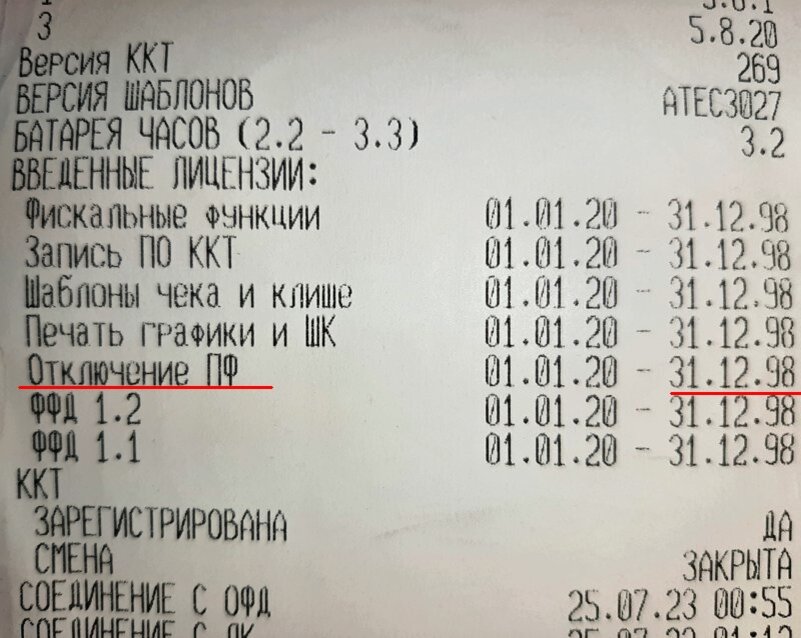 3
5.8.20
Версия ККТ 269
ВЕРСИЯ ШАБЛОНОВ ATEC3027
БАТАРЕЯ ЧАСОВ (2.2 - 3.3) 3.2
ВВЕДЕННЫЕ ЛИЦЕНЗИИ:
Фискальные функции 01.01.20 - 31.12.98
Запись ПО ККТ 01.01.20 - 31.12.98
Шаблоны чека и клише 01.01.20 - 31.12.98
Печать графики и ШК 01.01.20 - 31.12.98
Отключение ПФ 01.01.20 - 31.12.98
ФФД 1.2 01.01.20 - 31.12.98
ФФД 1.1 01.01.20 - 31.12.98
ККТ
ЗАРЕГИСТРИРОВАНА ДА
СМЕНА ЗАКРЫТА
СОЕДИНЕНИЕ С ОФД 25.07.23 00:55
СОЕДИНЕНИЕ С